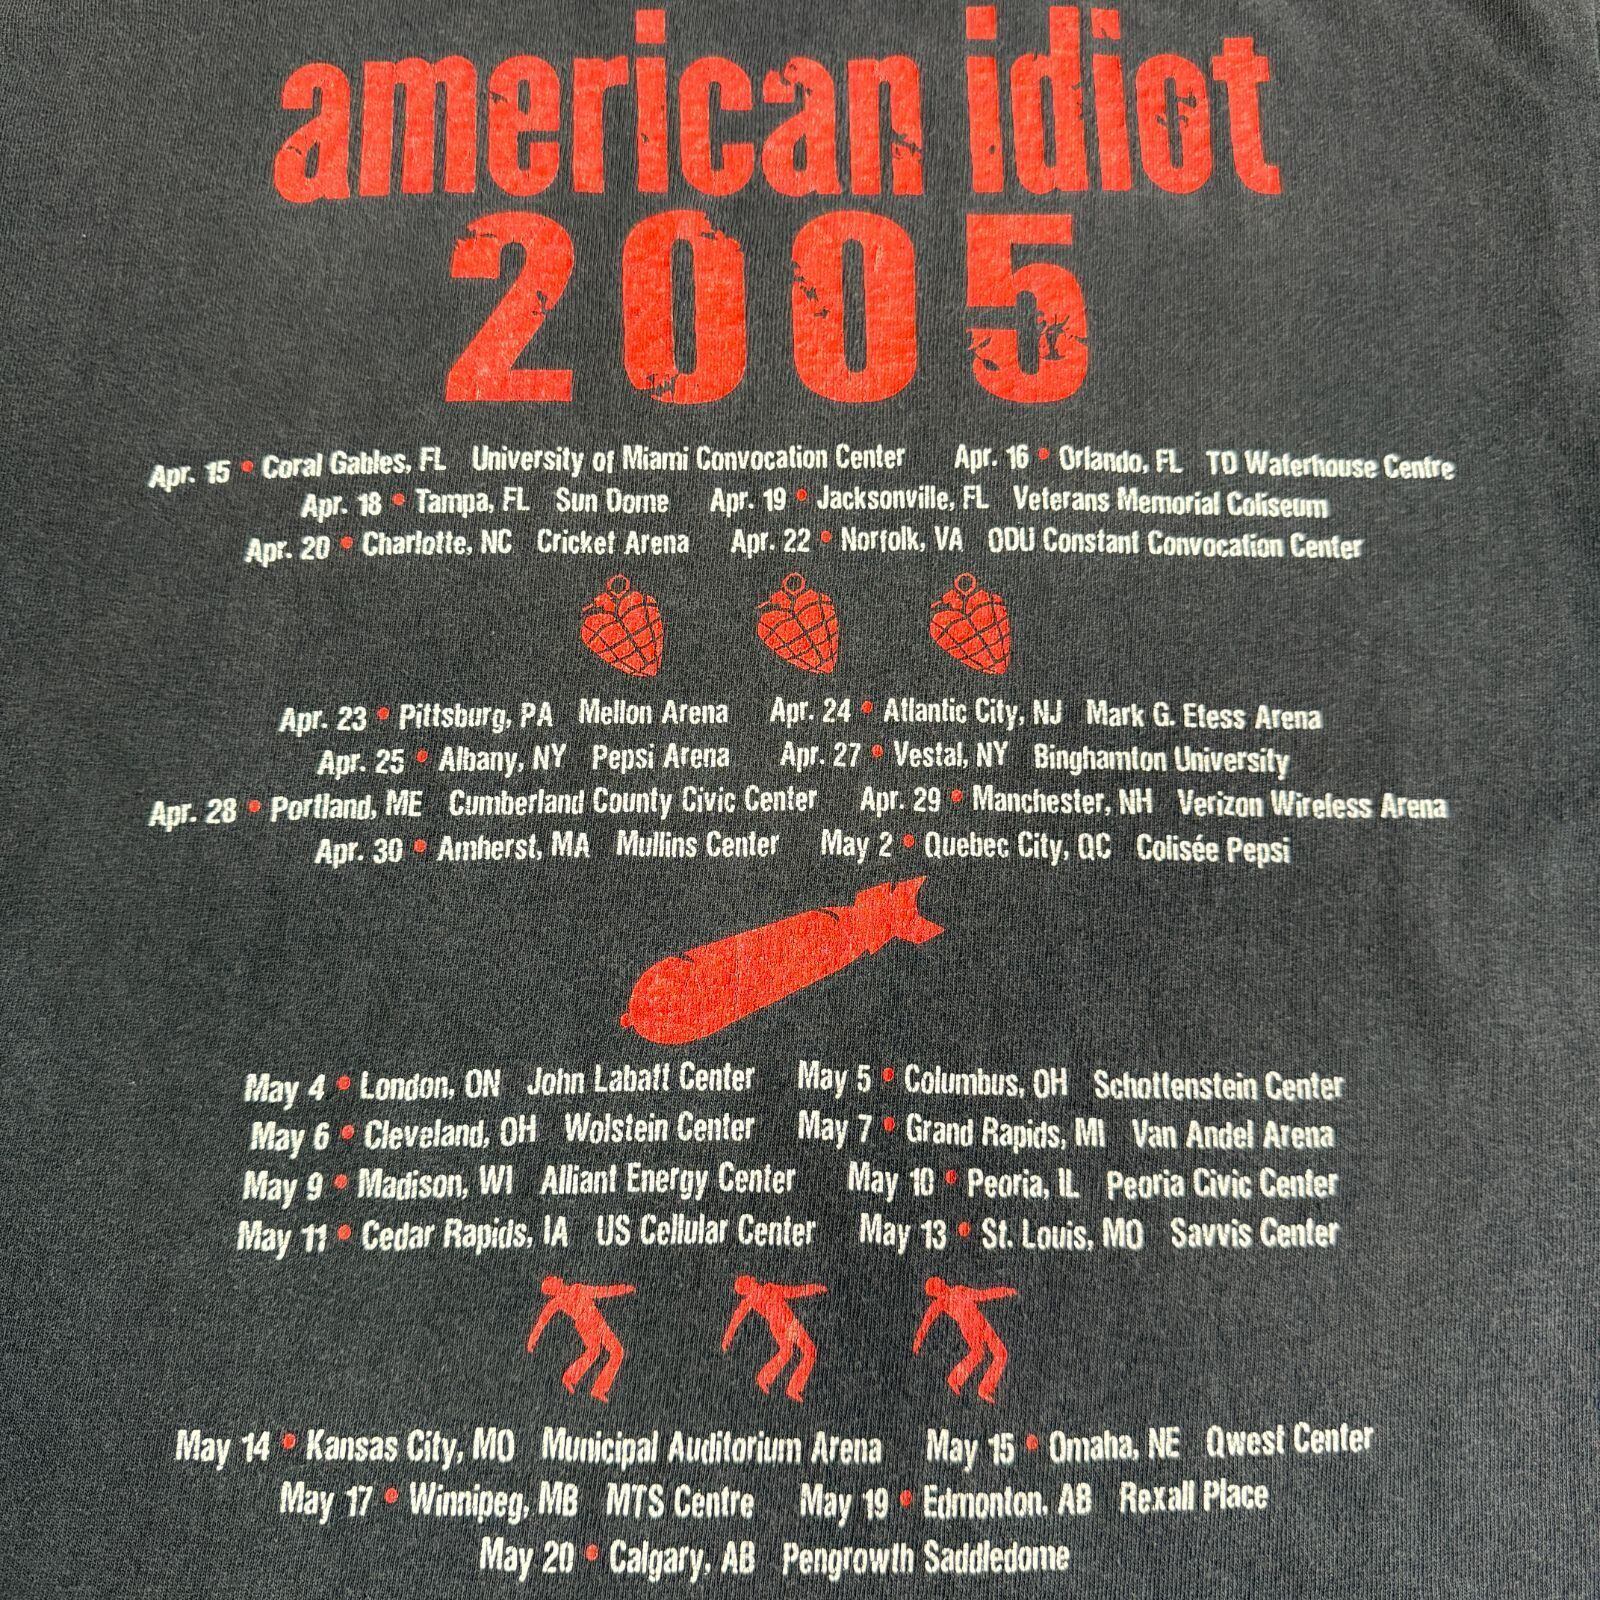 american idiot
2005
Apr. 15 • Coral Gables, FL University of Miami Convocation Center Apr. 16 • Orlando, FL TD Waterhouse Centre
Apr. 18 • Tampa, FL Sun Dome Apr. 19 • Jacksonville, FL Veterans Memorial Coliseum
Apr. 20 • Charlotte, NC Cricket Arena Apr. 22 • Norfolk, VA ODU Constant Convocation Center
Apr. 23 • Pittsburg, PA Mellon Arena Apr. 24 • Atlantic City, NJ Mark G. Etess Arena
Apr. 25 • Albany, NY Pepsi Arena Apr. 27 • Vestal, NY Binghamton University
Apr. 28 • Portland, ME Cumberland County Civic Center Apr. 29 • Manchester, NH Verizon Wireless Arena
Apr. 30 • Amherst, MA Mullins Center May 2 • Quebec City, QC Colisée Pepsi
May 4 • London, ON John Labatt Center May 5 • Columbus, OH Schottenstein Center
May 6 • Cleveland, OH Wolstein Center May 7 • Grand Rapids, MI Van Andel Arena
May 9 • Madison, WI Alliant Energy Center May 10 • Peoria, IL Peoria Civic Center
May 11 • Cedar Rapids, IA US Cellular Center May 13 • St. Louis, MO Savvis Center
May 14 • Kansas City, MO Municipal Auditorium Arena May 15 • Omaha, NE Qwest Center
May 17 • Winnipeg, MB MTS Centre May 19 • Edmonton, AB Rexall Place
May 20 • Calgary, AB Pengrowth Saddledome